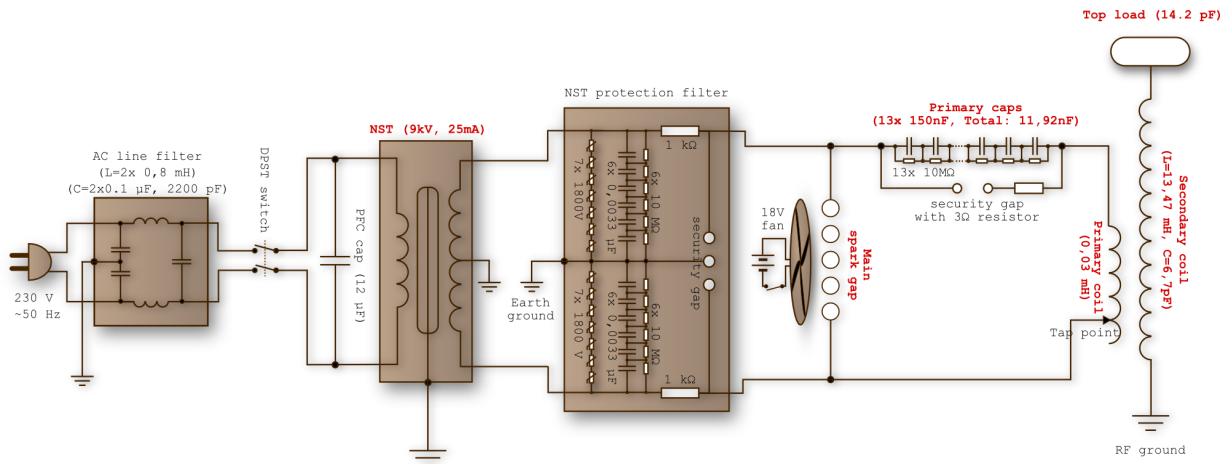 Top load (14.2 pF)
NST protection filter
Primary caps
(13x 150nF, Total: 11,92nF)
NST (9kV, 25mA)
1 kΩ
AC line filter
(L=2x 0,8 mH)
(C=2x0.1 µF, 2200 pF)
DPST switch
7x 1800V
6x 0,0033 µF
6x 10 MΩ
13x 10MΩ
security gap
with 3Ω resistor
PFC cap (12 µF)
18V
fan
security gap
Main
spark gap
Primary coil
(0,03 mH)
Secondary coil
(L=13,47 mH, C=6,7pF)
230 V
~50 Hz
Earth
ground
7x 1800 V
6x 0,0033 µF
6x 10 MΩ
Tap point
1 kΩ
RF ground